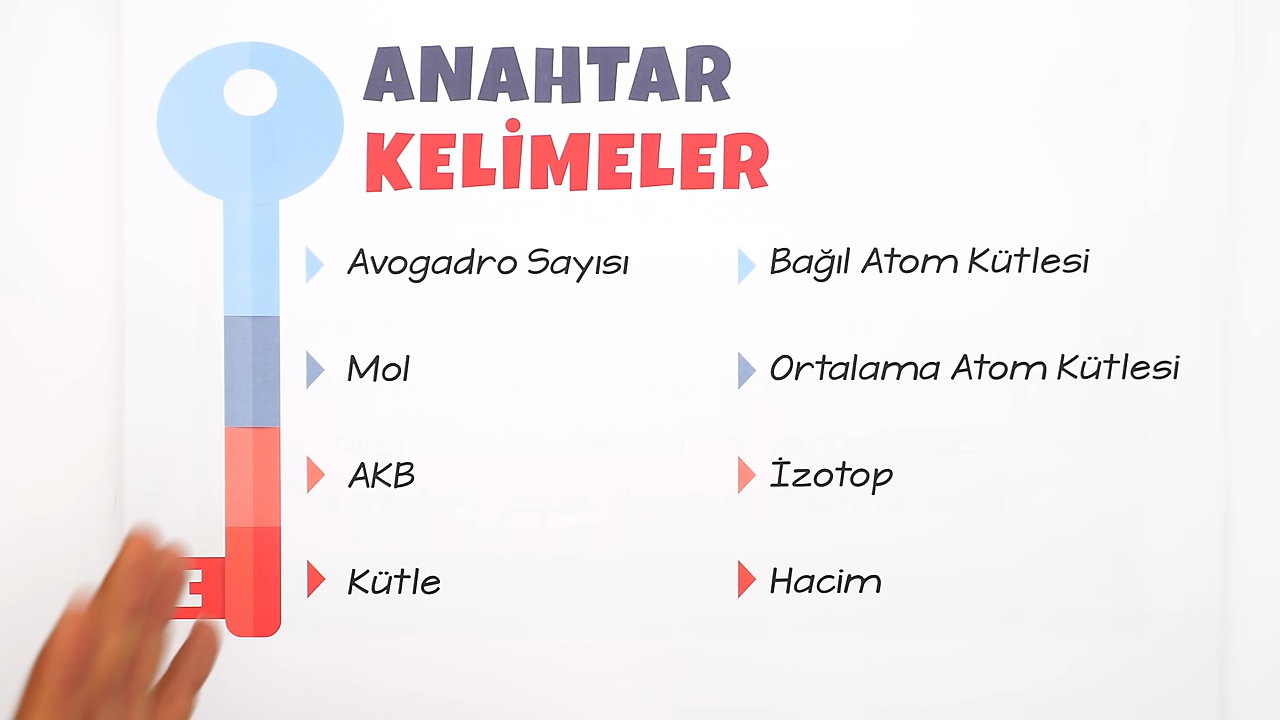 ANAHTAR
KELİMELER
Avogadro Sayısı
Mol
AKB
Kütle
Bağıl Atom Kütlesi
Ortalama Atom Kütlesi
İzotop
Hacim